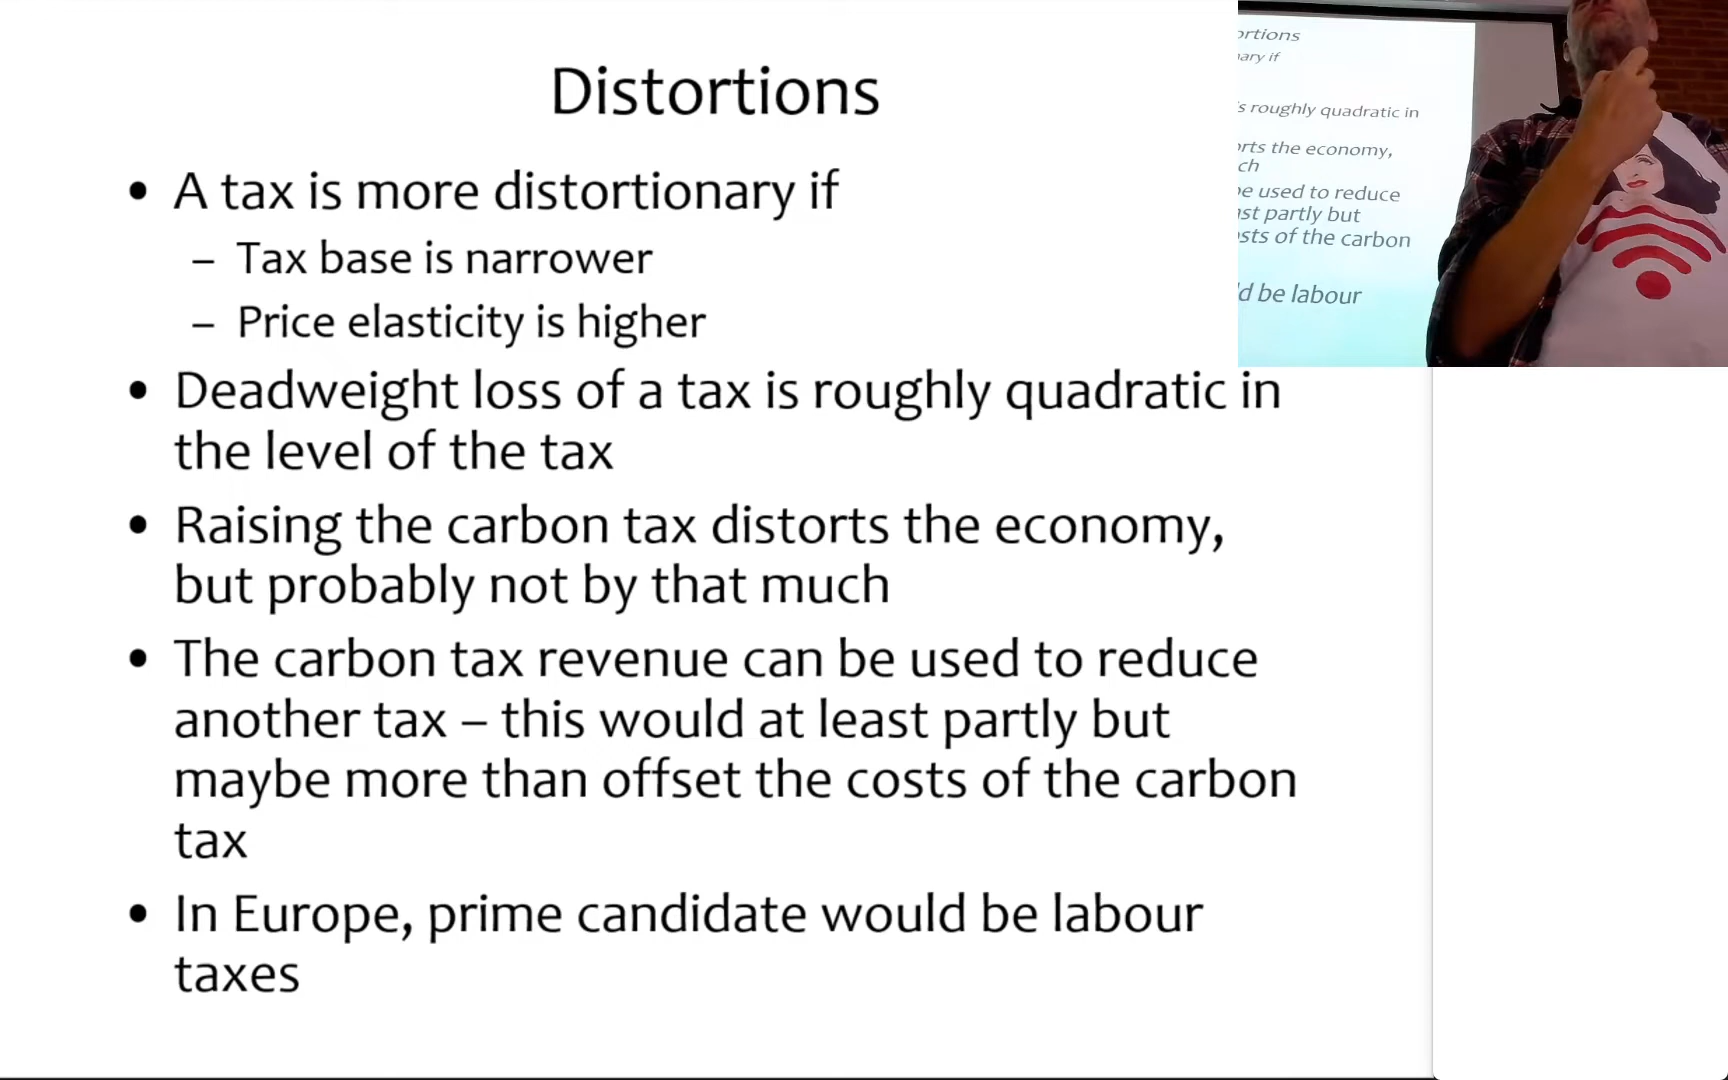 Distortions
• A tax is more distortionary if
– Tax base is narrower
– Price elasticity is higher
• Deadweight loss of a tax is roughly quadratic in
the level of the tax
• Raising the carbon tax distorts the economy,
but probably not by that much
• The carbon tax revenue can be used to reduce
another tax – this would at least partly but
maybe more than offset the costs of the carbon
tax
• In Europe, prime candidate would be labour
taxes
ortions
ary if
s roughly quadratic in
orts the economy,
ch
be used to reduce
ast partly but
osts of the carbon
d be labour